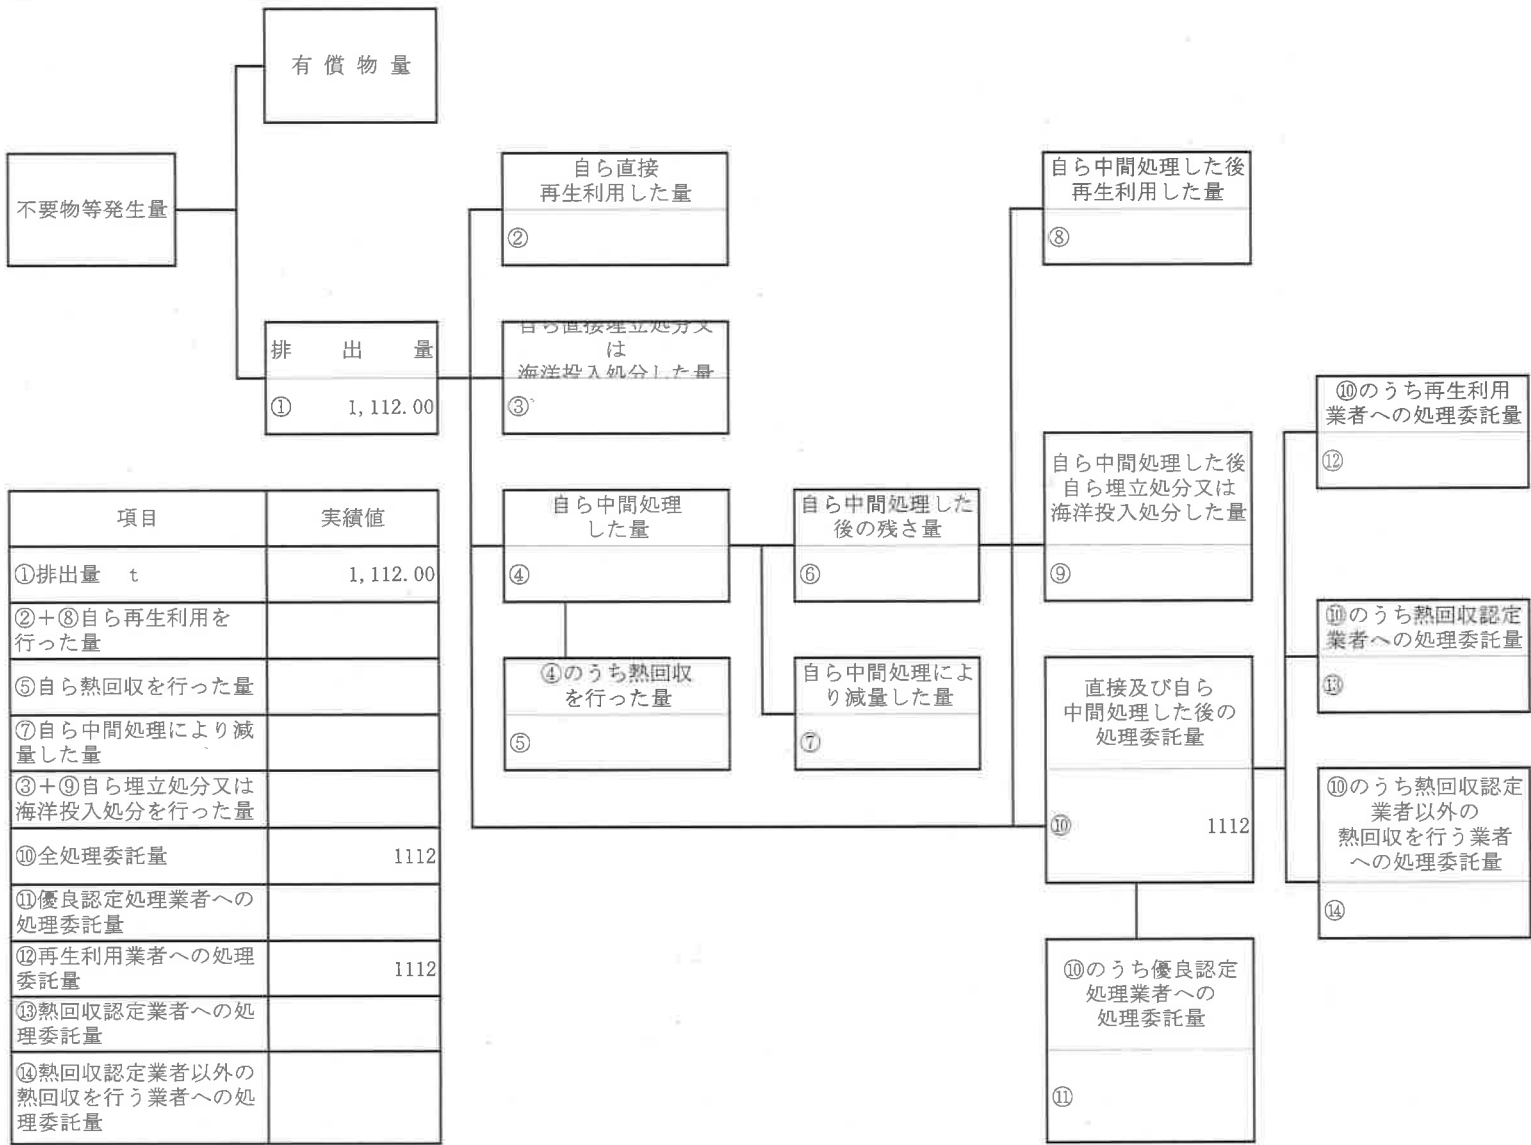 有償物量
不要物等発生量
排出量
① 1,112.00
自ら直接
再生利用した量
②
自ら直接埋立処分又
は
海洋投入処分した量
③
自ら中間処理
した量
④
④のうち熱回収
を行った量
⑤
自ら中間処理した
後の残さ量
⑥
自ら中間処理によ
り減量した量
⑦
自ら中間処理した後
再生利用した量
⑧
自ら中間処理した後
自ら埋立処分又は
海洋投入処分した量
⑨
直接及び自ら
中間処理した後の
処理委託量
⑩ 1112
⑩のうち優良認定
処理業者への
処理委託量
⑪
⑩のうち再生利用
業者への処理委託量
⑫
⑩のうち熱回収認定
業者への処理委託量
⑬
⑩のうち熱回収認定
業者以外の
熱回収を行う業者
への処理委託量
⑭
項目 実績値
①排出量 t 1,112.00
②+⑧自ら再生利用を
行った量
⑤自ら熱回収を行った量
⑦自ら中間処理により減
量した量
③+⑨自ら埋立処分又は
海洋投入処分を行った量
⑩全処理委託量 1112
⑪優良認定処理業者への
処理委託量
⑫再生利用業者への処理
委託量 1112
⑬熱回収認定業者への処
理委託量
⑭熱回収認定業者以外の
熱回収を行う業者への処
理委託量